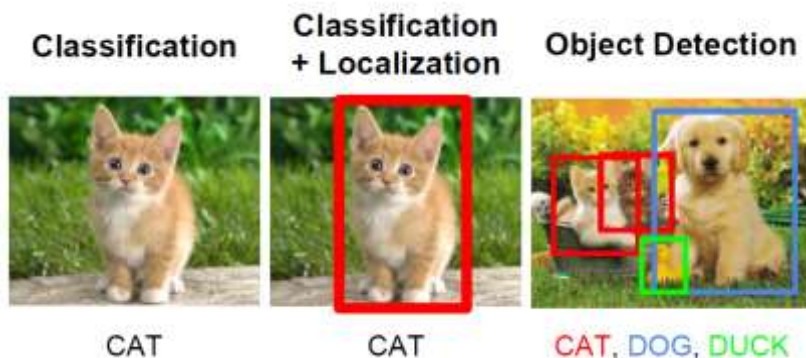 Classification
Classification
+ Localization
Object Detection
CAT
CAT
CAT, DOG, DUCK